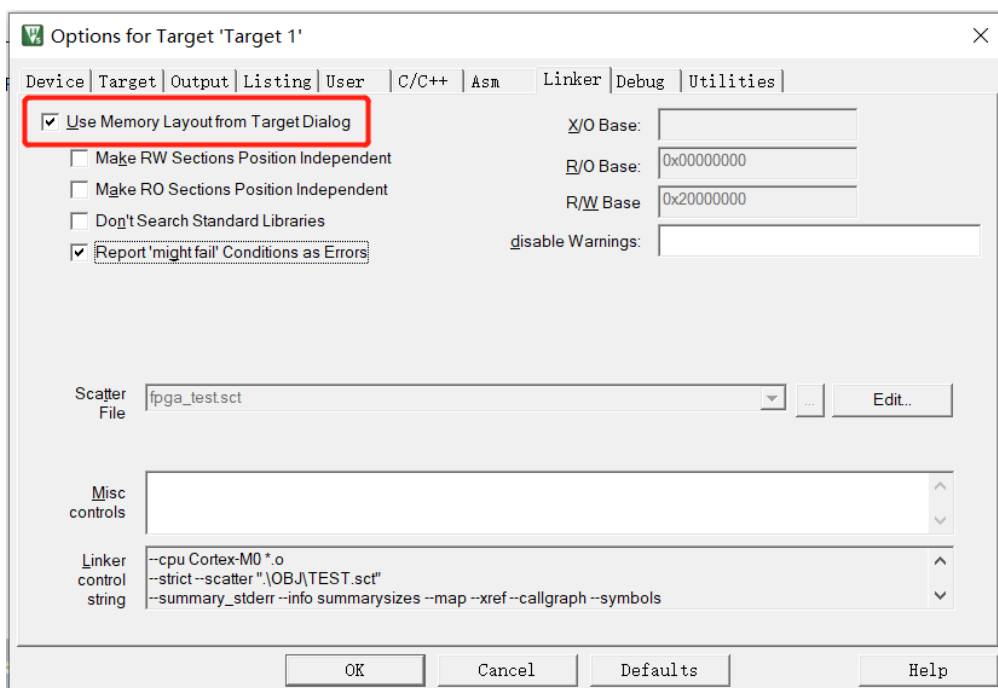 Options for Target 'Target 1'
Device Target Output Listing User C/C++ Asm Linker Debug Utilities
Use Memory Layout from Target Dialog
Make RW Sections Position Independent
Make RO Sections Position Independent
Don't Search Standard Libraries
Report 'might fail' Conditions as Errors
X/O Base:
R/O Base: 0x00000000
R/W Base 0x20000000
disable Warnings:
Scatter
File
fpga_test.sct
...
Edit...
Misc
controls
Linker
control
string
--cpu Cortex-M0 *.o
--strict --scatter ".\OBJ\TEST.sct"
--summary_stderr --info summarysizes --map --xref --callgraph --symbols
OK Cancel Defaults Help